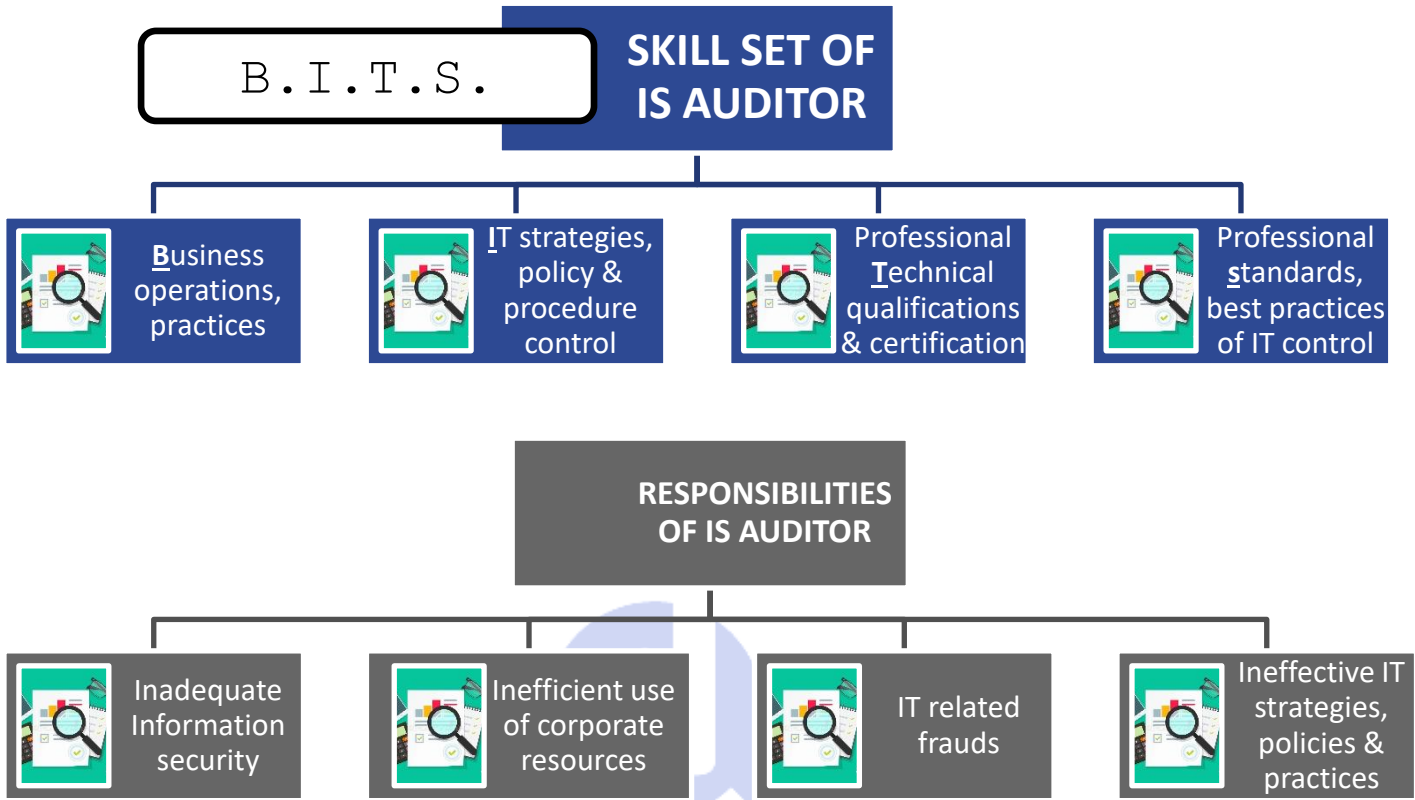 B.I.T.S.
SKILL SET OF
IS AUDITOR
Business
operations,
practices
IT strategies,
policy &
procedure
control
Professional
Technical
qualifications
& certification
Professional
standards,
best practices
of IT control
RESPONSIBILITIES
OF IS AUDITOR
Inadequate
Information
security
Inefficient use
of corporate
resources
IT related
frauds
Ineffective IT
strategies,
policies &
practices